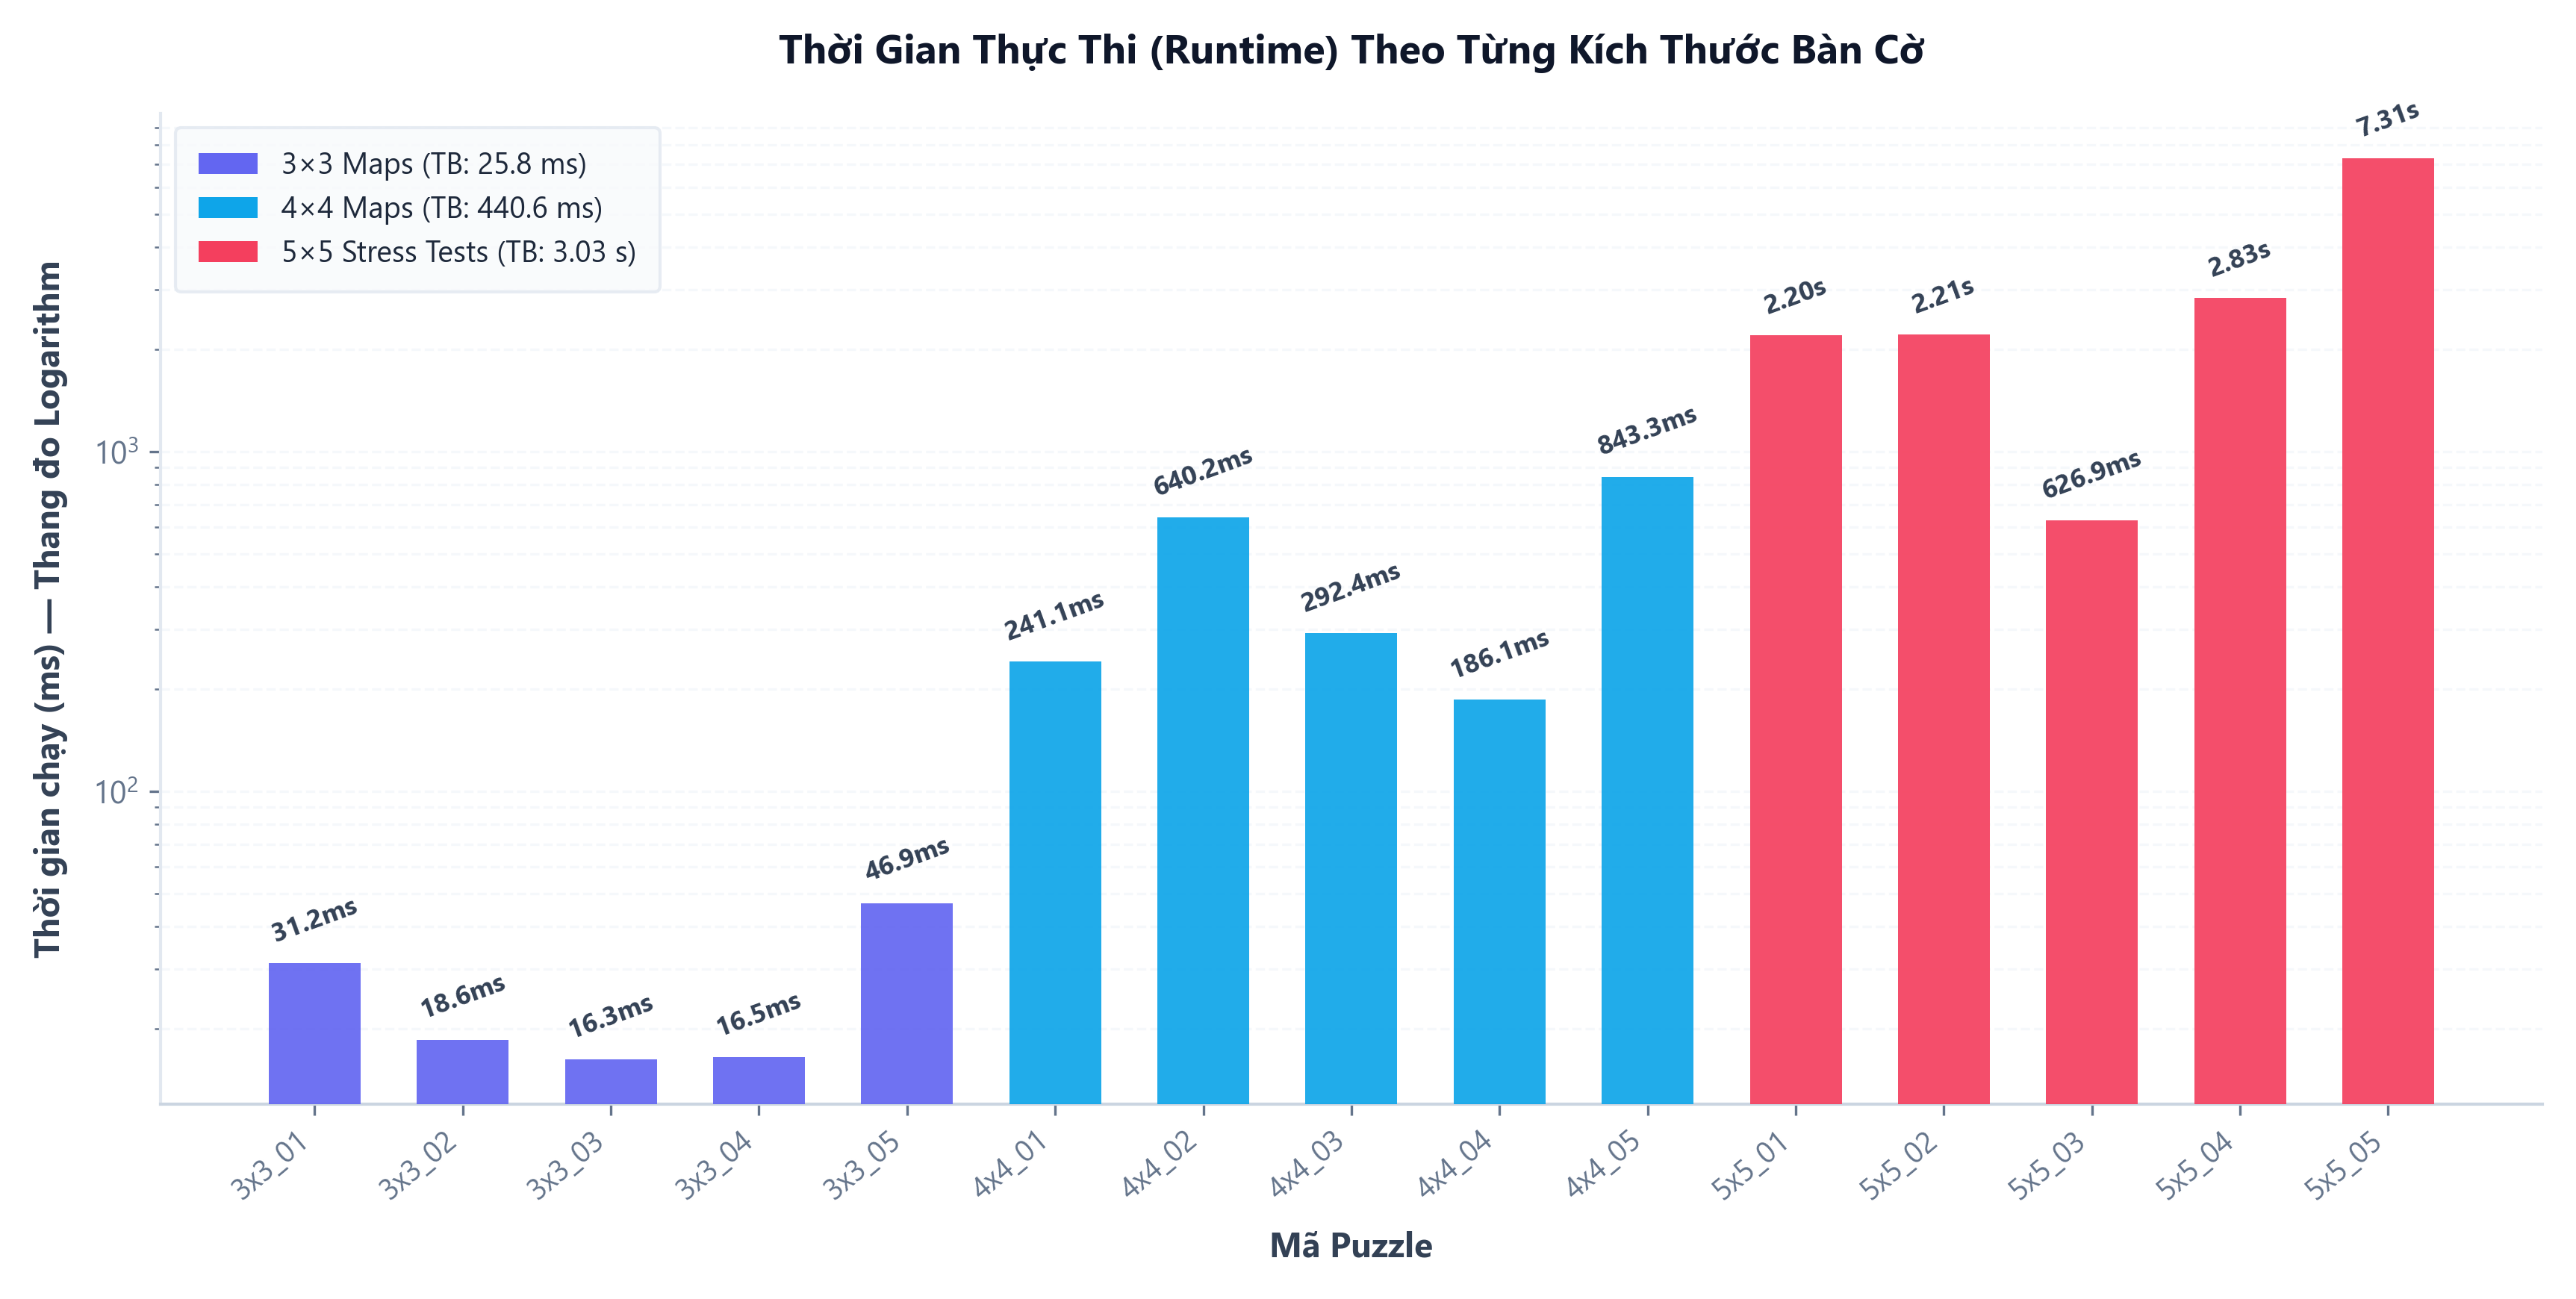 Thời Gian Thực Thi (Runtime) Theo Từng Kích Thước Bàn Cờ
3×3 Maps (TB: 25.8 ms)
4×4 Maps (TB: 440.6 ms)
5×5 Stress Tests (TB: 3.03 s)
Thời gian chạy (ms) — Thang đo Logarithm
10³
10²
31.2ms
18.6ms
16.3ms
16.5ms
46.9ms
241.1ms
640.2ms
292.4ms
186.1ms
843.3ms
2.20s
2.21s
626.9ms
2.83s
7.31s
3x3_01
3x3_02
3x3_03
3x3_04
3x3_05
4x4_01
4x4_02
4x4_03
4x4_04
4x4_05
5x5_01
5x5_02
5x5_03
5x5_04
5x5_05
Mã Puzzle